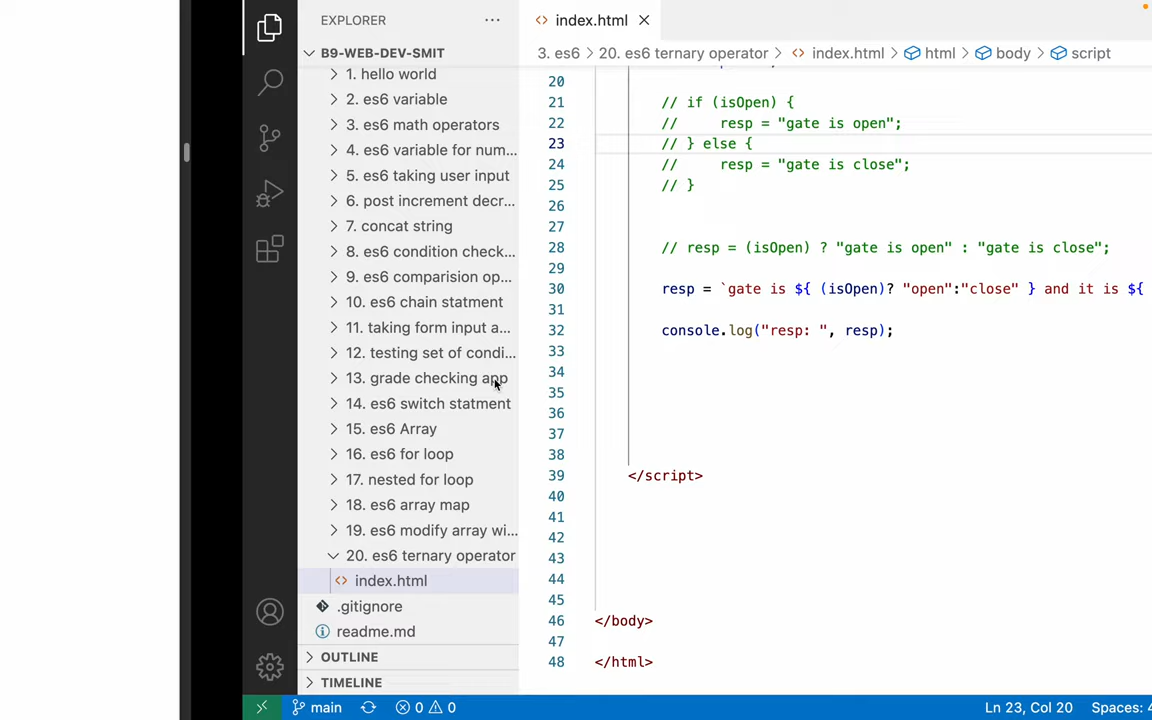 EXPLORER ...
B9-WEB-DEV-SMIT
1. hello world
2. es6 variable
3. es6 math operators
4. es6 variable for num...
5. es6 taking user input
6. post increment decr...
7. concat string
8. es6 condition check...
9. es6 comparision op...
10. es6 chain statment
11. taking form input a...
12. testing set of condi...
13. grade checking app
14. es6 switch statment
15. es6 Array
16. es6 for loop
17. nested for loop
18. es6 array map
19. es6 modify array wi...
20. es6 ternary operator
index.html
.gitignore
readme.md
OUTLINE
TIMELINE
index.html
3. es6 > 20. es6 ternary operator > index.html > html > body > script
20
21 // if (isOpen) {
22 //     resp = "gate is open";
23 // } else {
24 //     resp = "gate is close";
25 // }
26
27
28 // resp = (isOpen) ? "gate is open" : "gate is close";
29
30 resp = `gate is ${ (isOpen)? "open":"close" } and it is ${
31
32 console.log("resp: ", resp);
33
34
35
36
37
38
39 </script>
40
41
42
43
44
45
46 </body>
47
48 </html>
main 0 0 Ln 23, Col 20 Spaces: